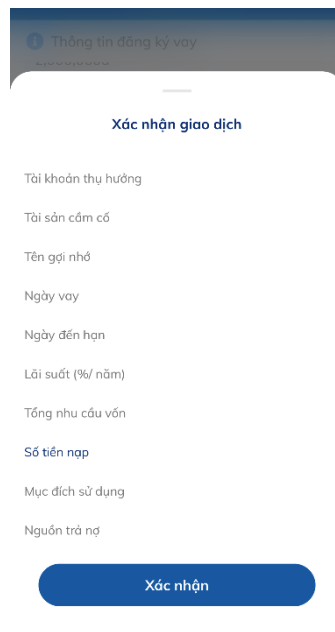 Thông tin đăng ký vay
Xác nhận giao dịch
Tài khoản thụ hưởng
Tài sản cầm cố
Tên gợi nhớ
Ngày vay
Ngày đến hạn
Lãi suất (%/ năm)
Tổng nhu cầu vốn
Số tiền nạp
Mục đích sử dụng
Nguồn trả nợ
Xác nhận